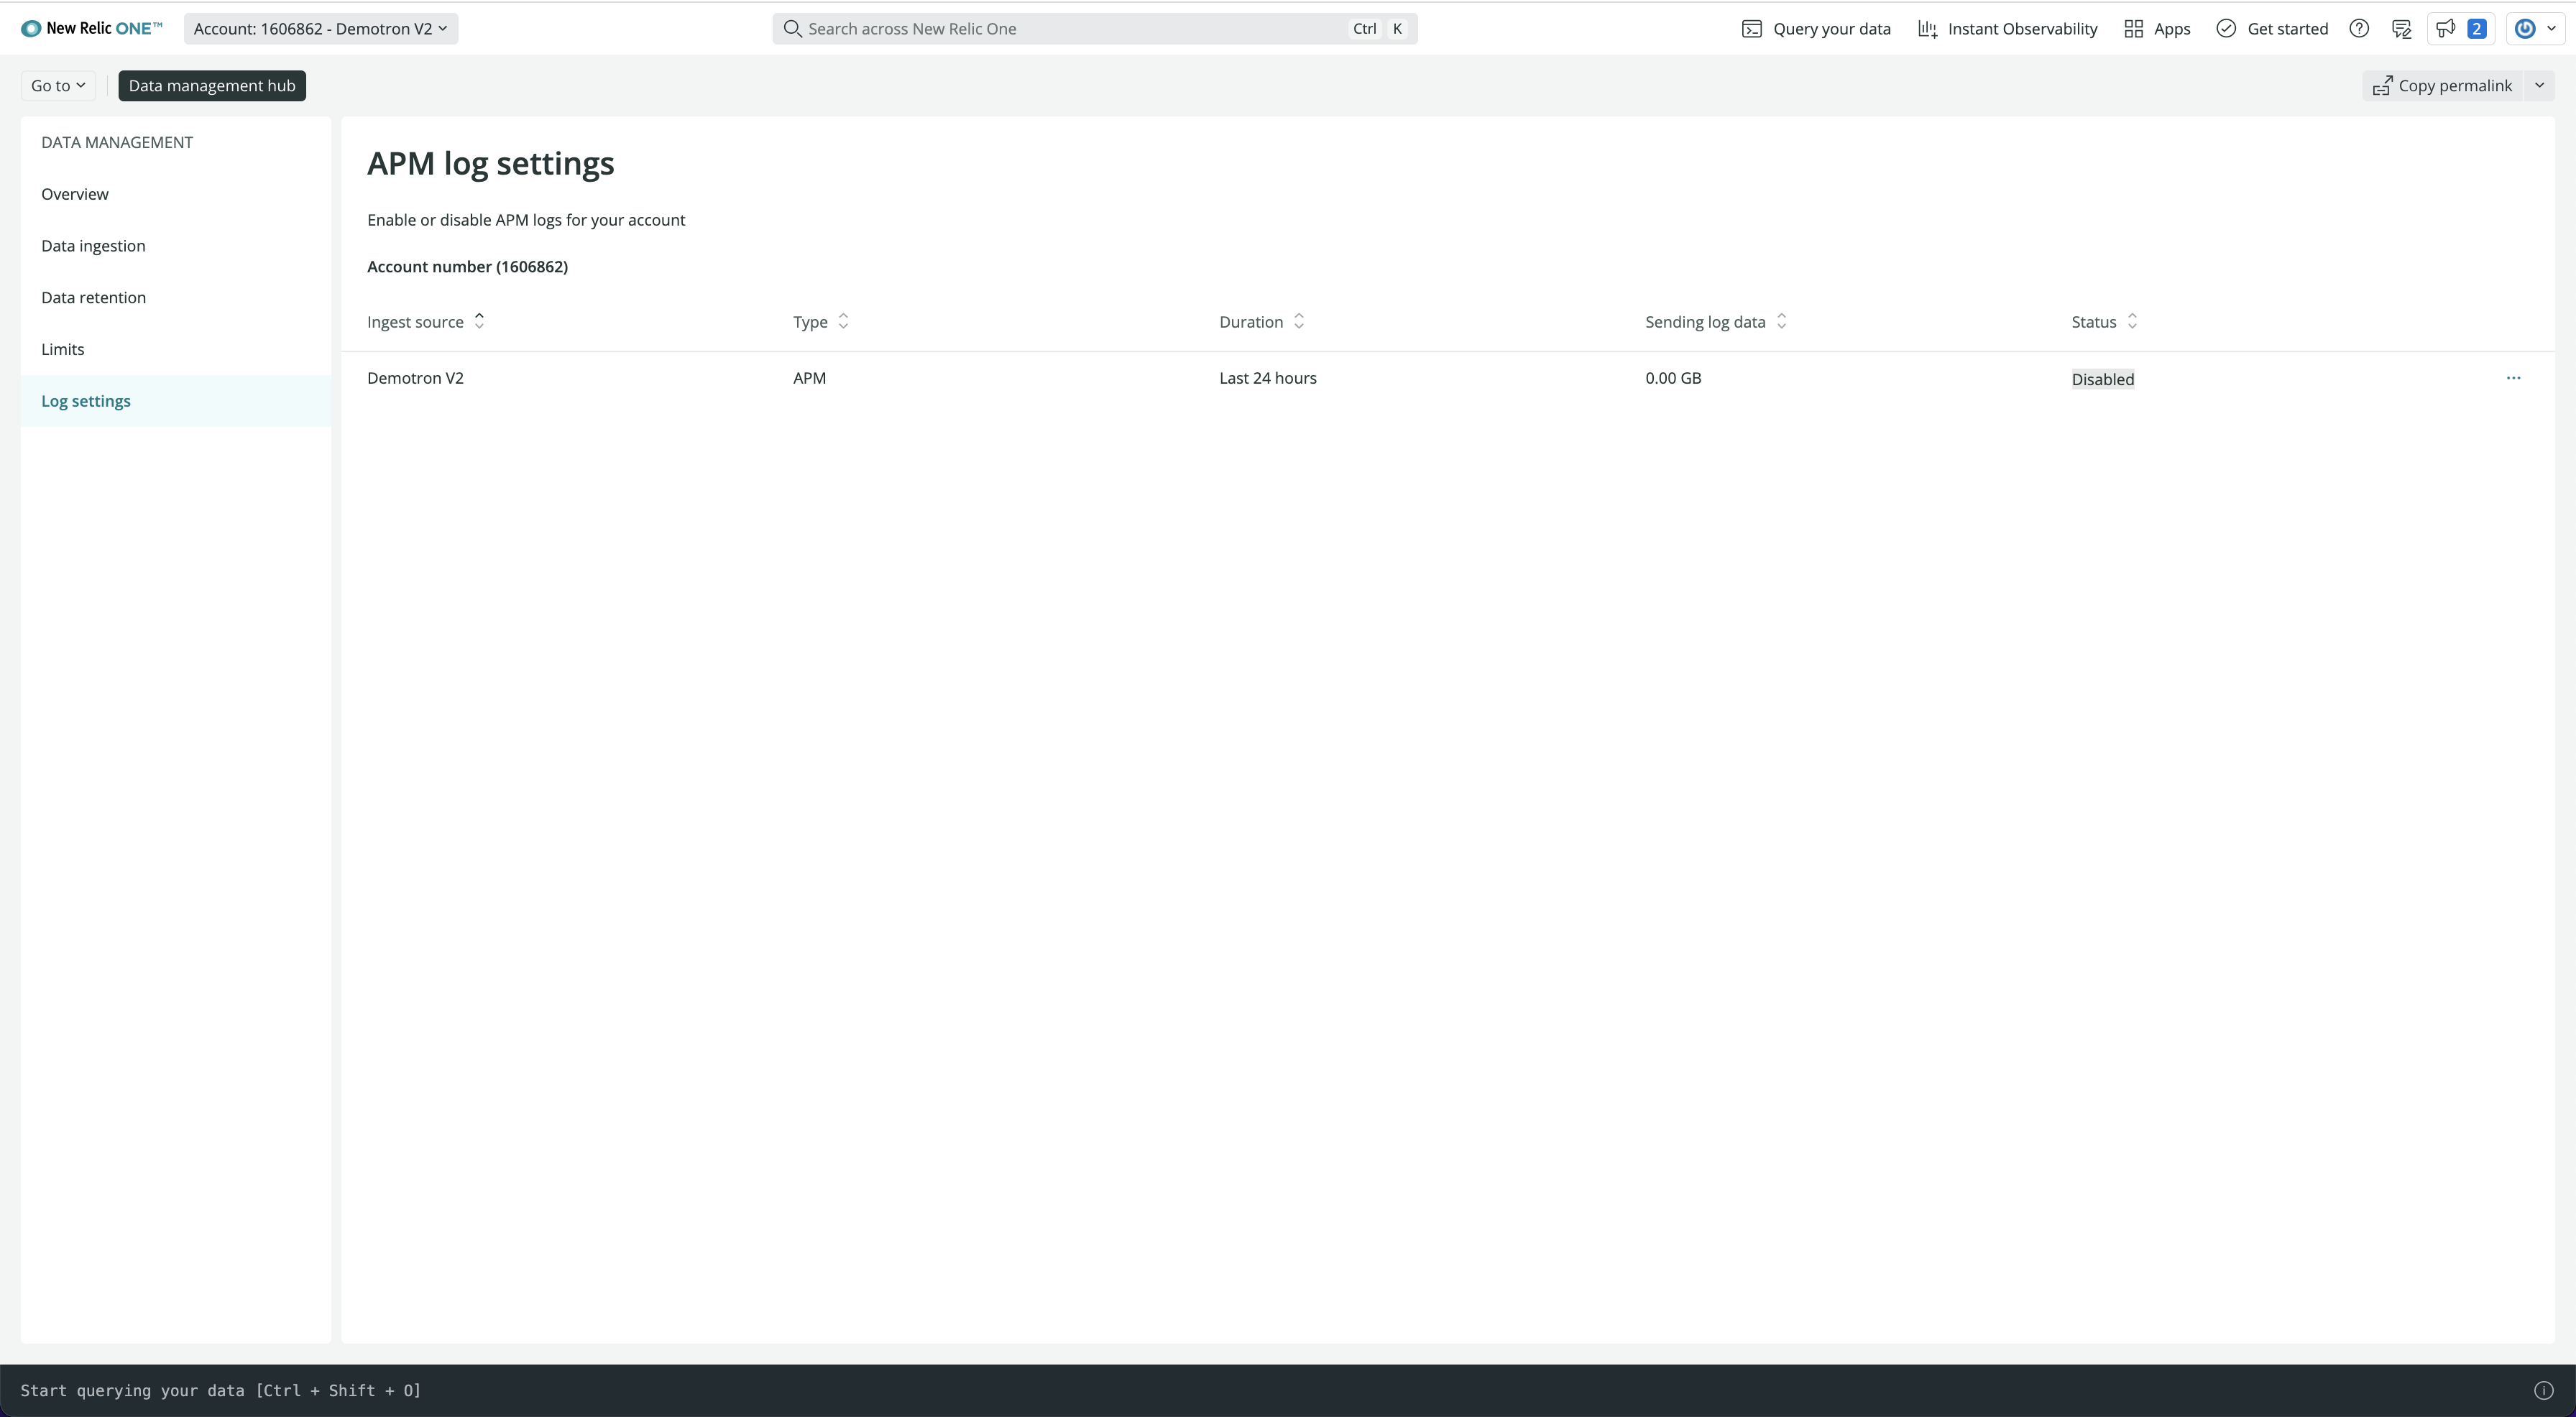 New Relic ONE™
Account: 1606862 - Demotron V2
Search across New Relic One
Ctrl K
Query your data
Instant Observability
Apps
Get started
2
Go to
Data management hub
Copy permalink
DATA MANAGEMENT
Overview
Data ingestion
Data retention
Limits
Log settings
APM log settings
Enable or disable APM logs for your account
Account number (1606862)
Ingest source Type Duration Sending log data Status
Demotron V2 APM Last 24 hours 0.00 GB Disabled ...
Start querying your data [Ctrl + Shift + O]